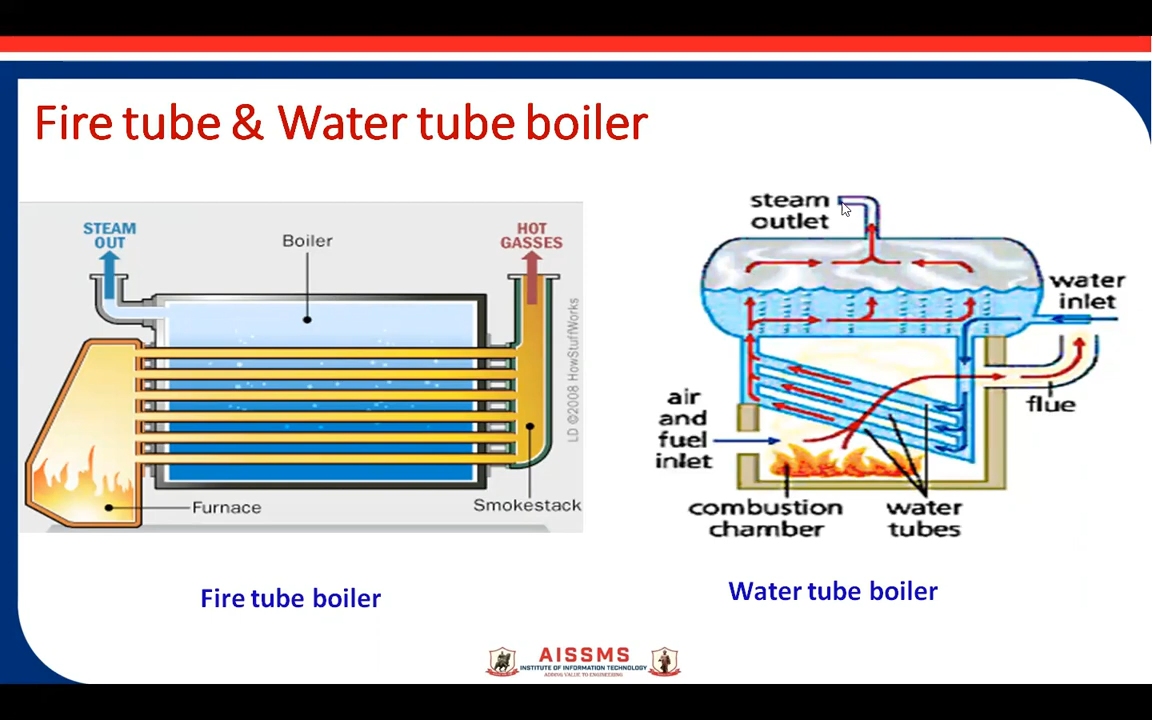 Fire tube & Water tube boiler
STEAM
OUT
Boiler
HOT
GASSES
LD ©2008 HowStuffWorks
Furnace
Smokestack
Fire tube boiler
steam
outlet
water
inlet
air
and
fuel
inlet
flue
combustion
chamber
water
tubes
Water tube boiler
AISSMS
INSTITUTE OF INFORMATION TECHNOLOGY
ADDING VALUE TO ENGINEERING